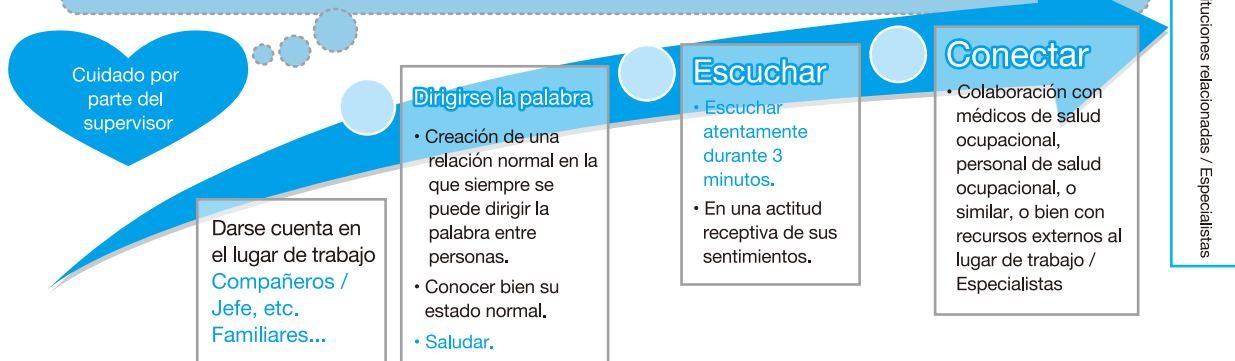 Cuidado por
parte del
supervisor
Darse cuenta en
el lugar de trabajo
Compañeros /
Jefe, etc.
Familiares...
Dirigirse la palabra
• Creación de una
relación normal en la
que siempre se
puede dirigir la
palabra entre
personas.
• Conocer bien su
estado normal.
• Saludar.
Escuchar
• Escuchar
atentamente
durante 3
minutos.
• En una actitud
receptiva de sus
sentimientos.
Conectar
• Colaboración con
médicos de salud
ocupacional,
personal de salud
ocupacional, o
similar, o bien con
recursos externos al
lugar de trabajo /
Especialistas
relacionadas / Especialistas